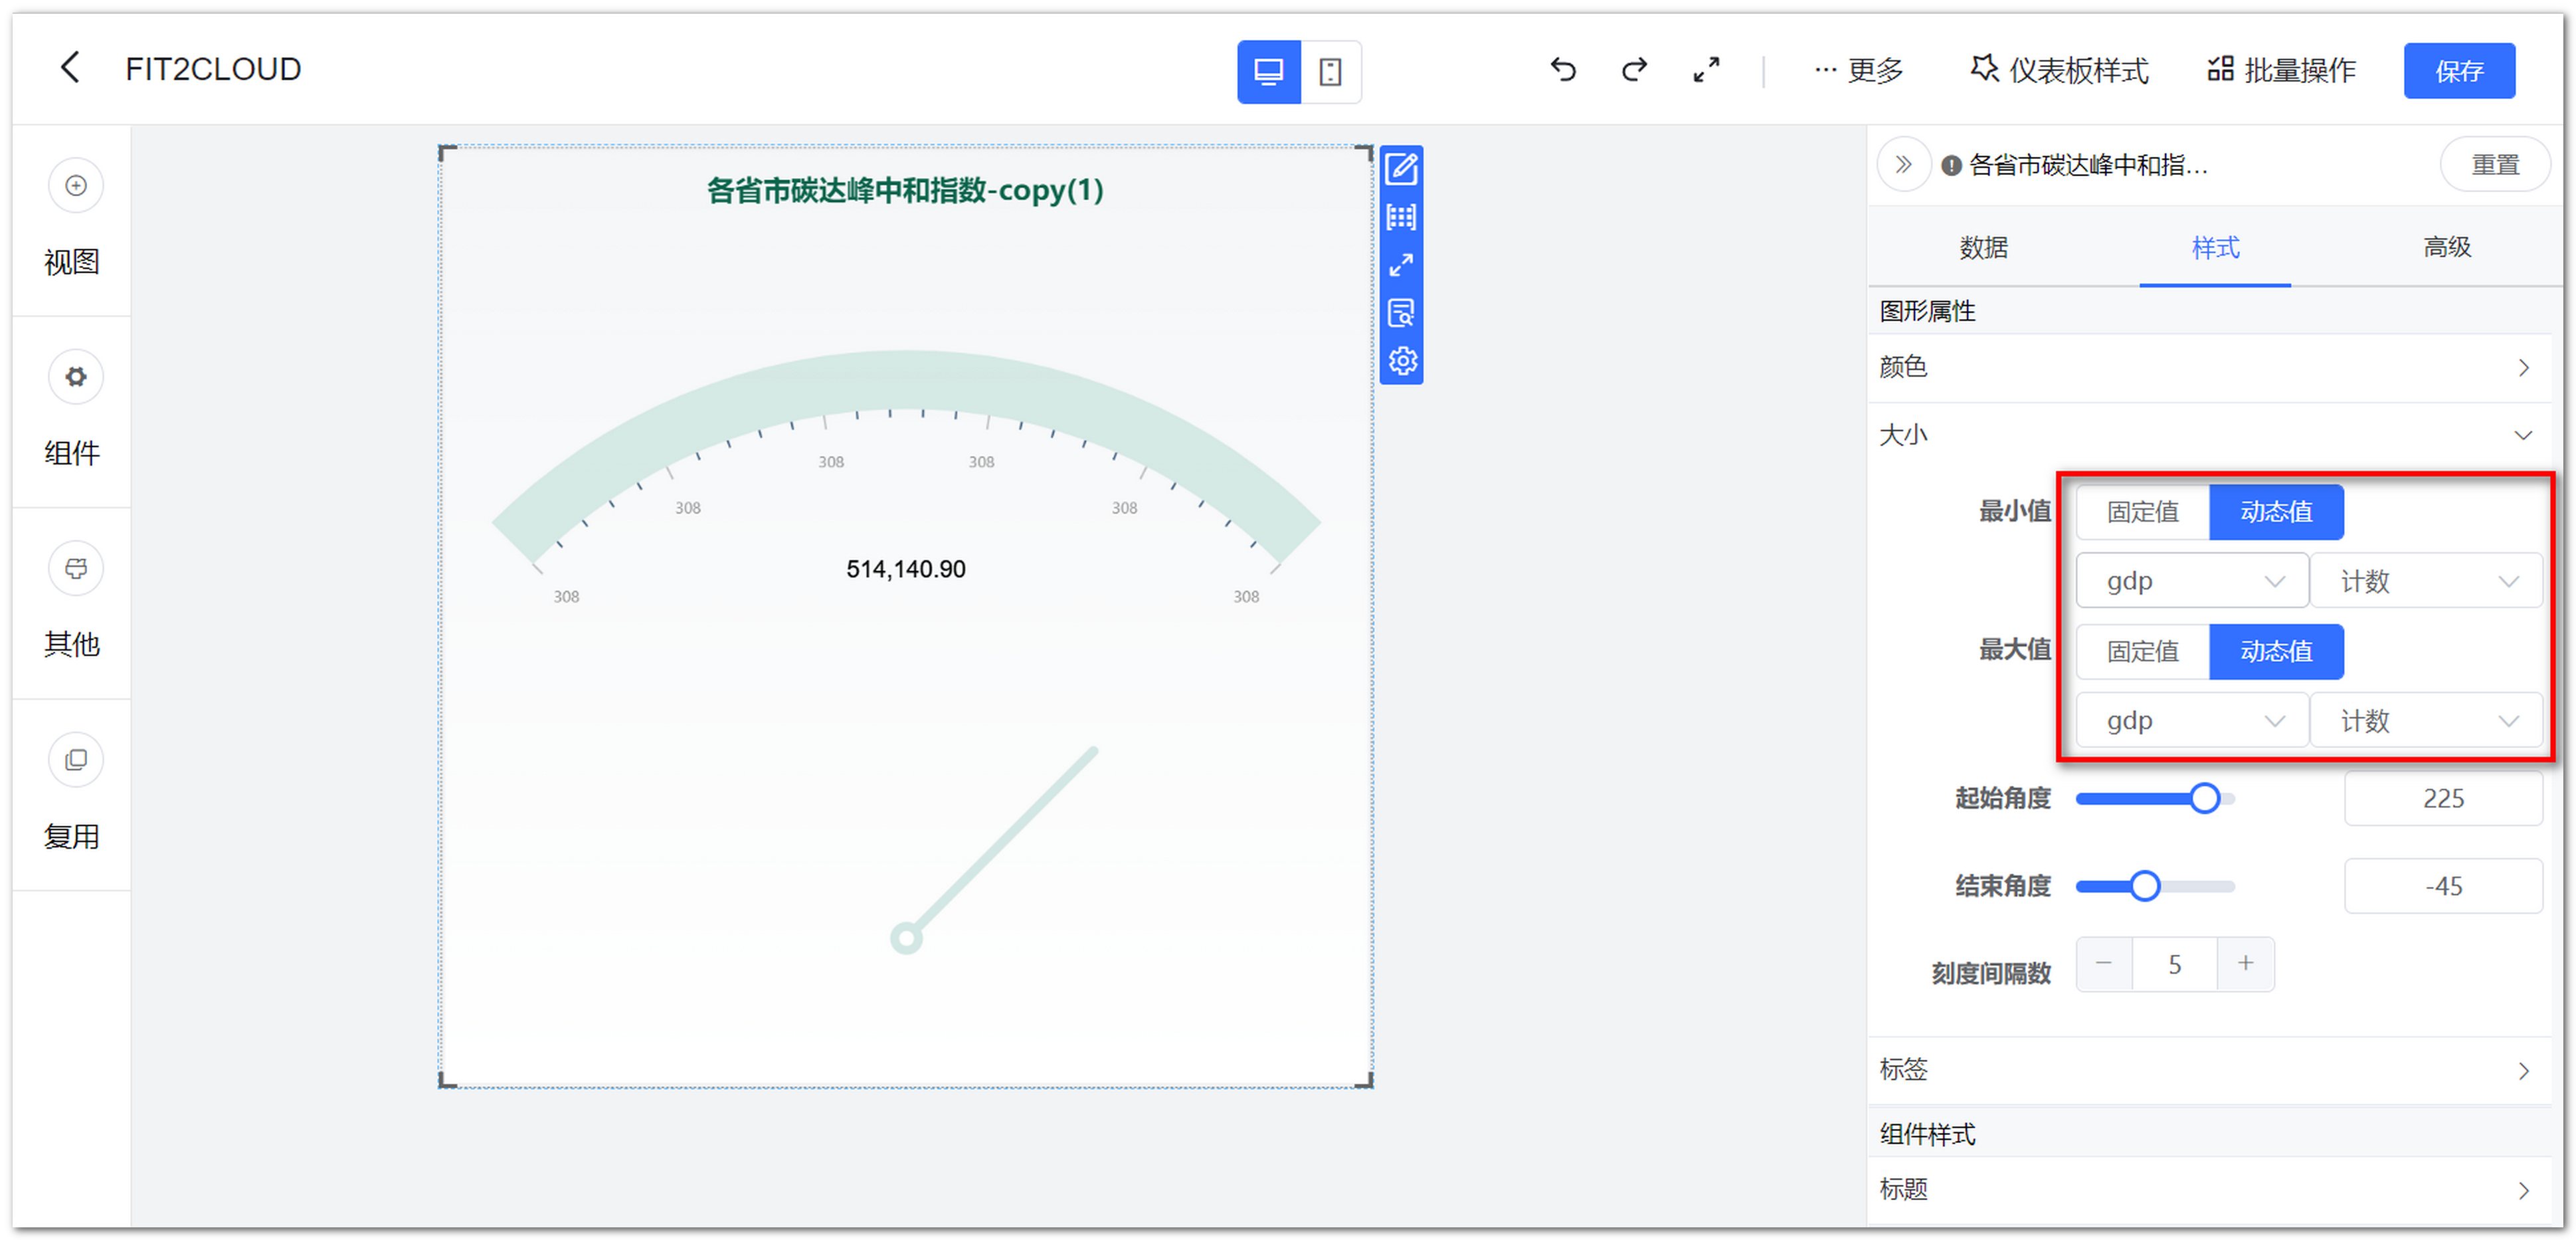 FIT2CLOUD
··· 更多
仪表板样式
批量操作
保存
视图
组件
其他
复用
各省市碳达峰中和指数-copy(1)
308
308
308
308
308
308
514,140.90
各省市碳达峰中和指...
重置
数据
样式
高级
图形属性
颜色
大小
最小值
固定值
动态值
gdp
计数
最大值
固定值
动态值
gdp
计数
起始角度
225
结束角度
-45
刻度间隔数
− 5 +
标签
组件样式
标题